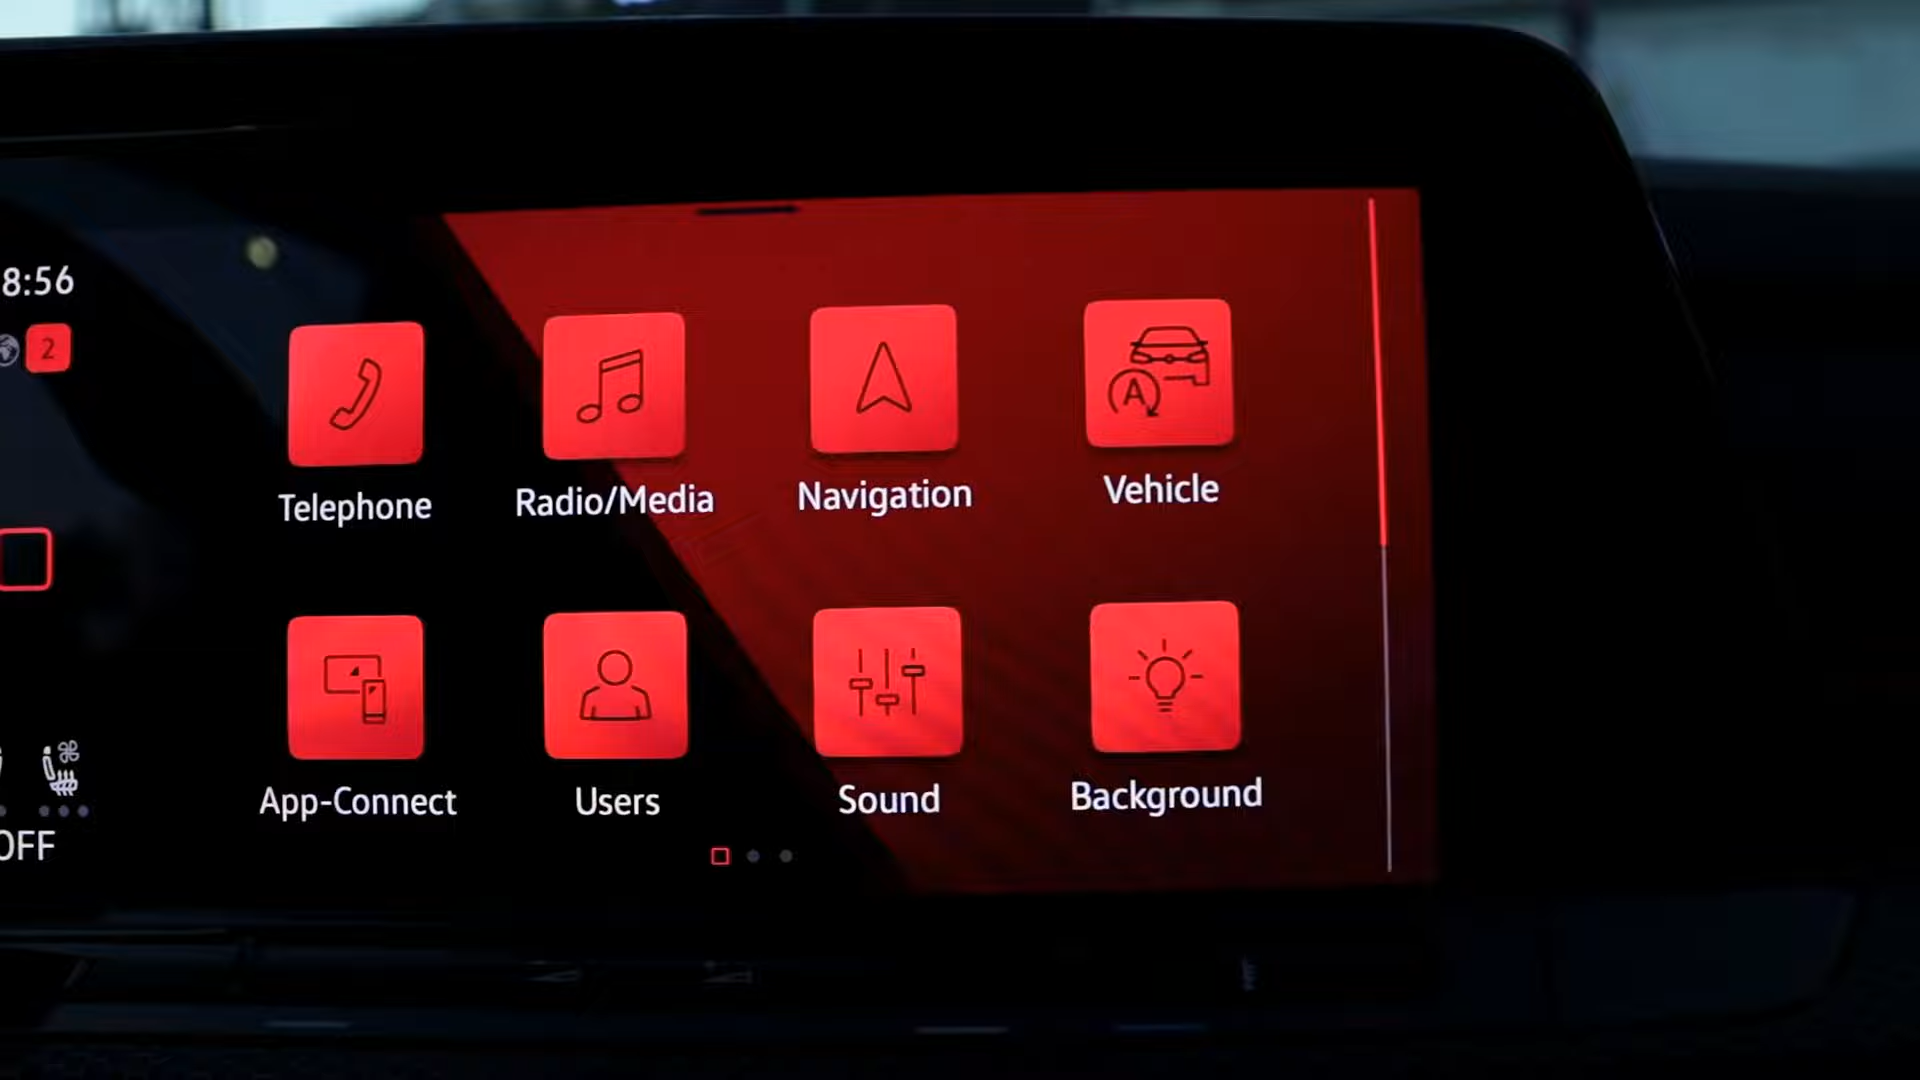 8:56
2
Telephone
Radio/Media
Navigation
A
Vehicle
App-Connect
Users
Sound
Background
OFF